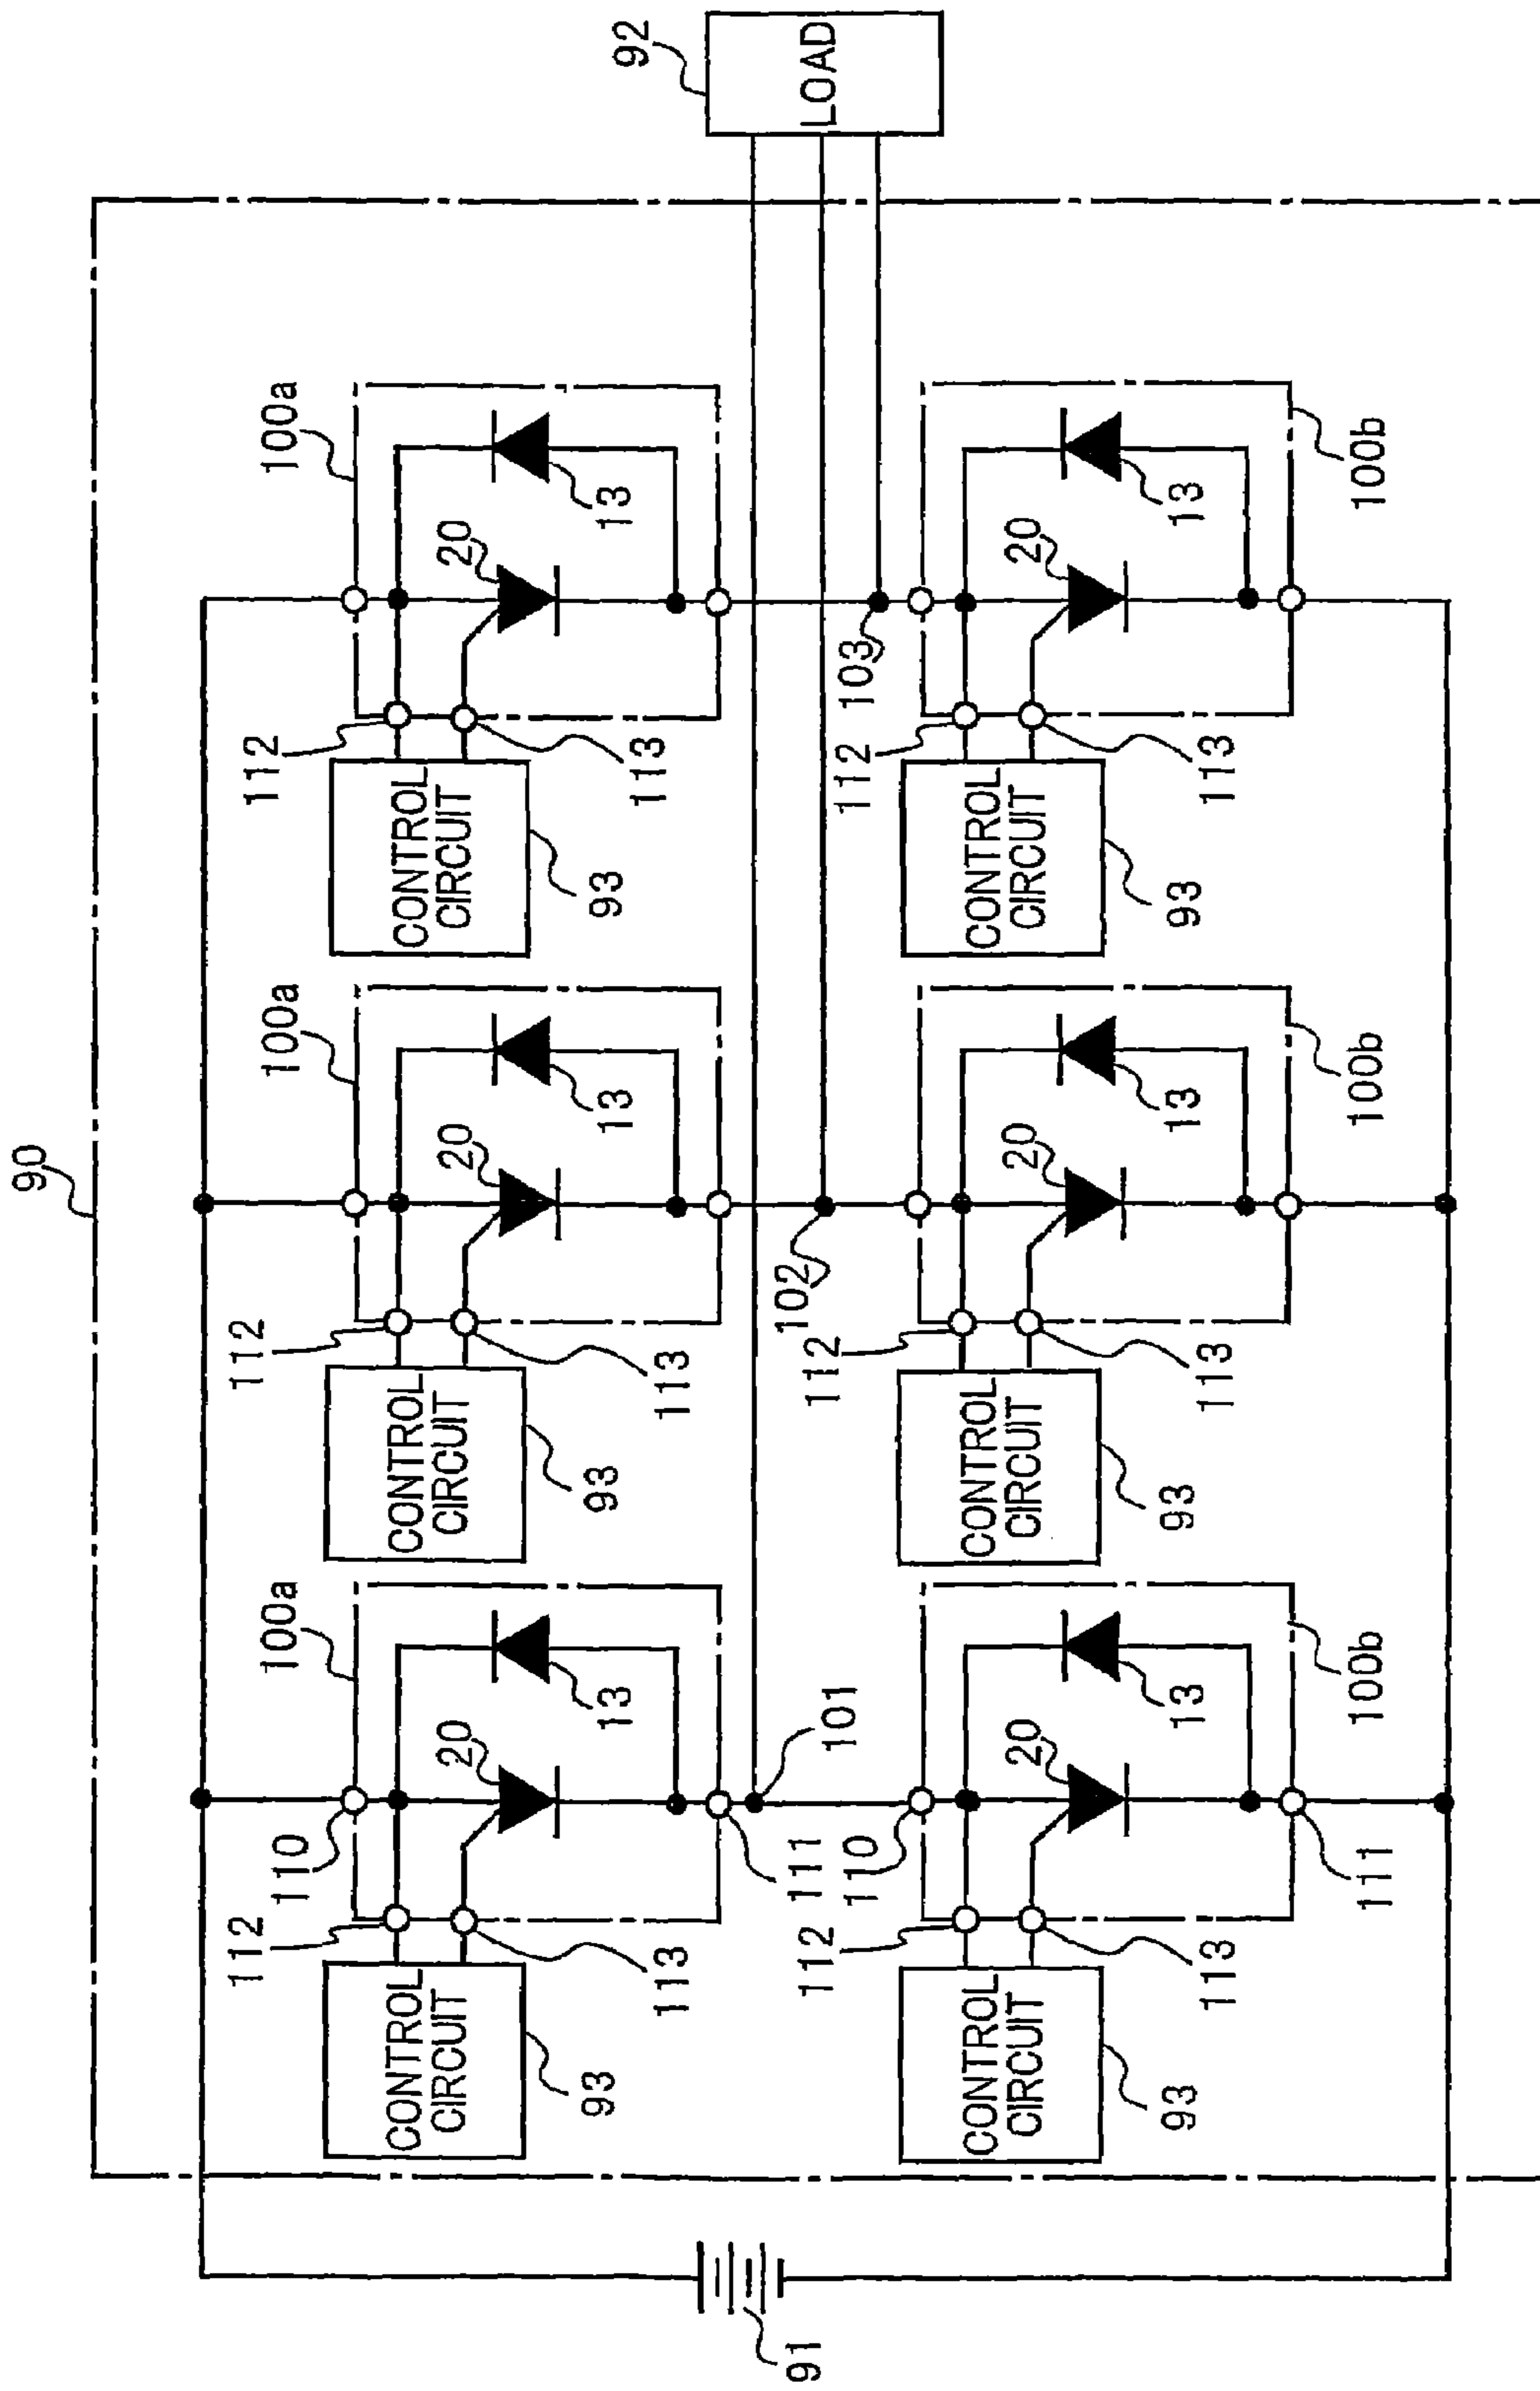 90
112
110
100a
112
100a
112
100a
CONTROL
CIRCUIT
20
CONTROL
CIRCUIT
20
CONTROL
CIRCUIT
20
93
113
13
93
113
13
93
113
13
92
LOAD
91
111
101
102
103
112
110
112
112
CONTROL
CIRCUIT
20
CONTROL
CIRCUIT
20
CONTROL
CIRCUIT
20
93
113
13
93
113
13
93
113
13
111
100b
100b
100b